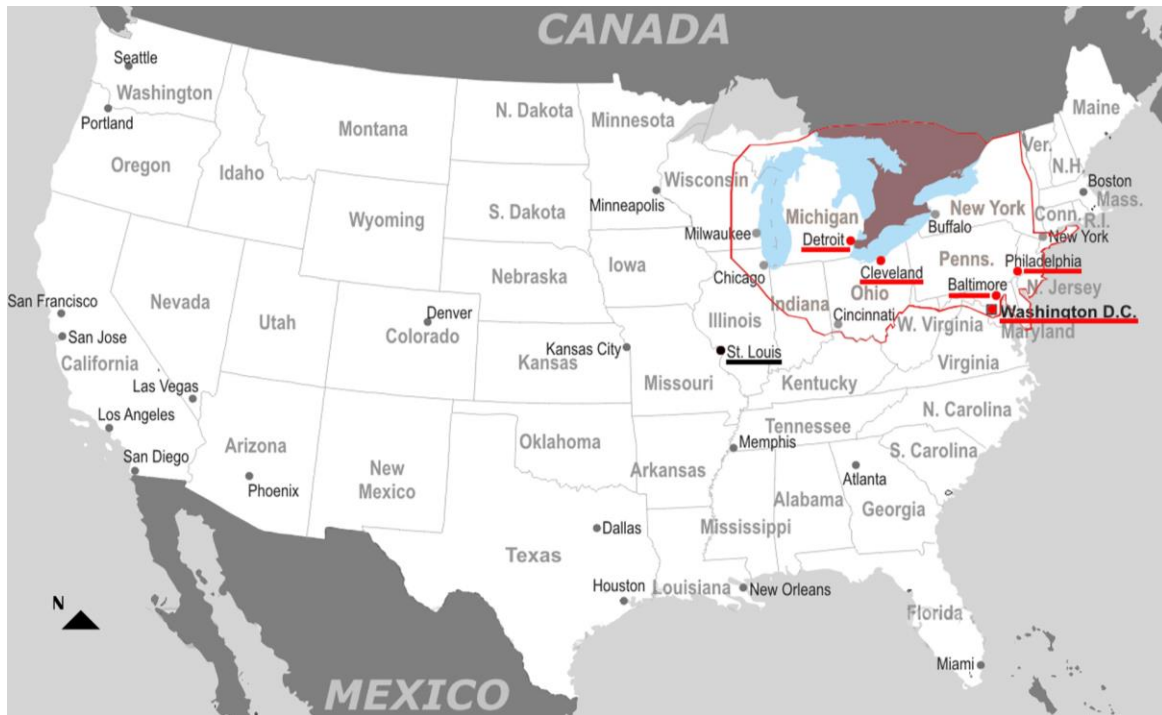 CANADA
Seattle
Washington
Portland
Oregon
Idaho
Montana
N. Dakota
Minnesota
Maine
Ver.
N.H.
Wyoming
S. Dakota
Minneapolis
Wisconsin
Michigan
New York
Boston
Mass.
Conn.
R.I.
Milwaukee
Detroit
Buffalo
New York
Nebraska
Iowa
Chicago
Cleveland
Penns.
Philadelphia
Baltimore
N. Jersey
San Francisco
Nevada
Utah
Denver
Colorado
Illinois
Indiana
Ohio
Cincinnati
Washington D.C.
W. Virginia
Maryland
San Jose
California
Kansas City
Kansas
St. Louis
Missouri
Kentucky
Virginia
Las Vegas
Los Angeles
Arizona
New
Mexico
Oklahoma
Arkansas
Tennessee
Memphis
N. Carolina
S. Carolina
San Diego
Phoenix
Atlanta
Alabama
Georgia
Mississippi
Dallas
Texas
Houston
Louisiana
New Orleans
Florida
N
Miami
MEXICO